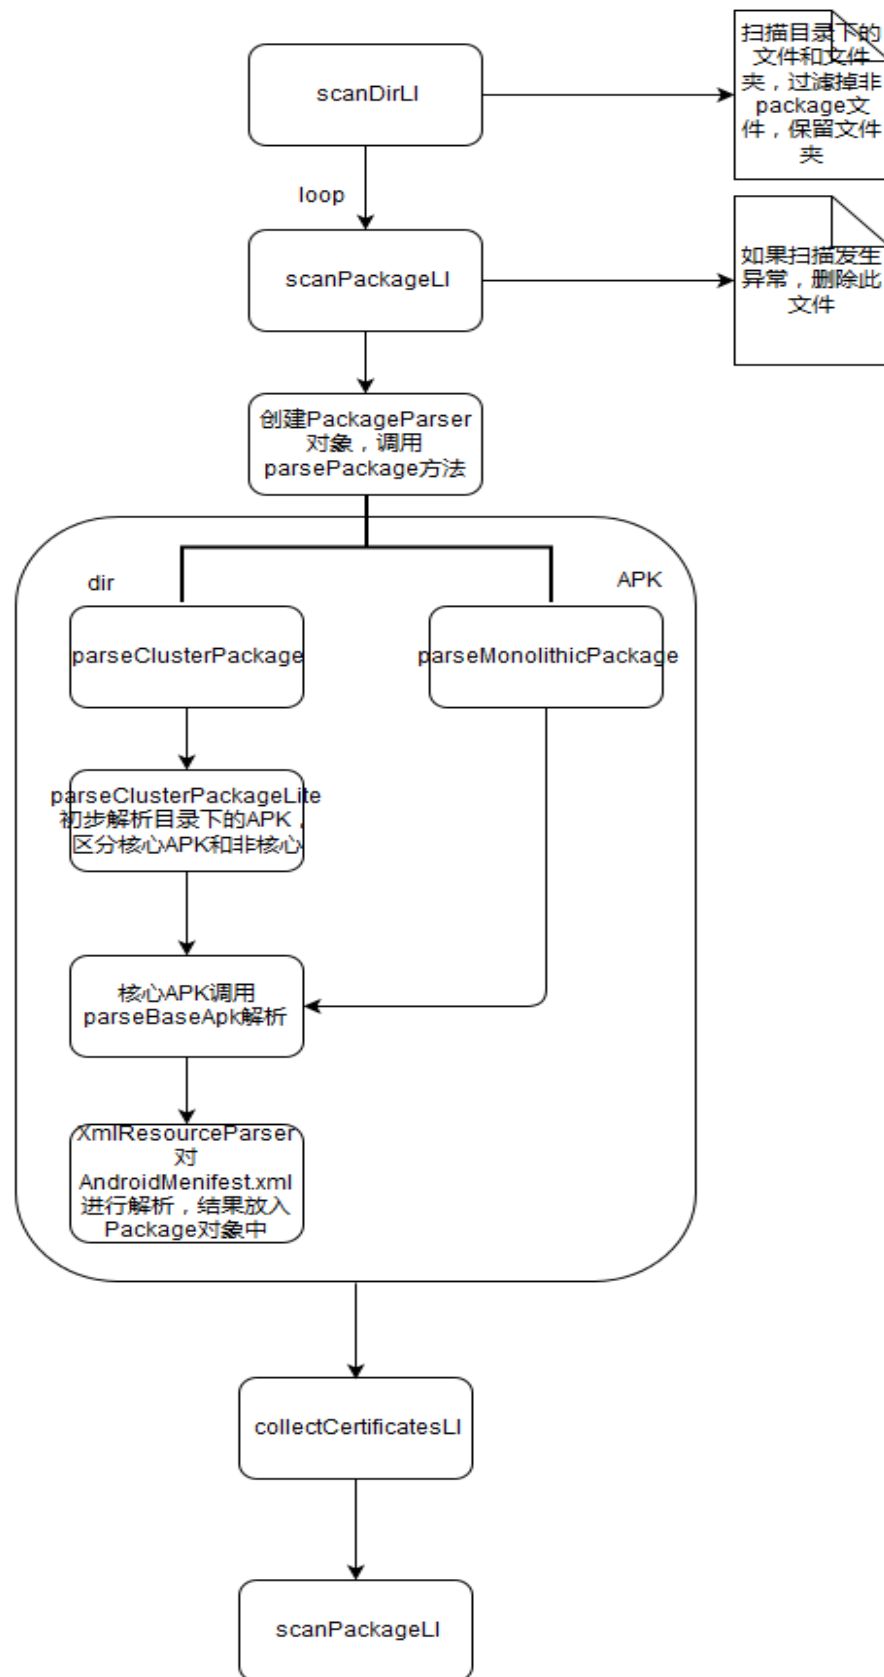 scanDirLI
扫描目录下的
文件和文件
夹，过滤掉非
package文
件，保留文件
夹
loop
scanPackageLI
如果扫描发生
异常，删除此
文件
创建PackageParser
对象，调用
parsePackage方法
dir
APK
parseClusterPackage
parseMonolithicPackage
parseClusterPackageLite
初步解析目录下的APK，
区分核心APK和非核心
核心APK调用
parseBaseApk解析
XmlResourceParser
对
AndroidMenifest.xml
进行解析，结果放入
Package对象中
collectCertificatesLI
scanPackageLI